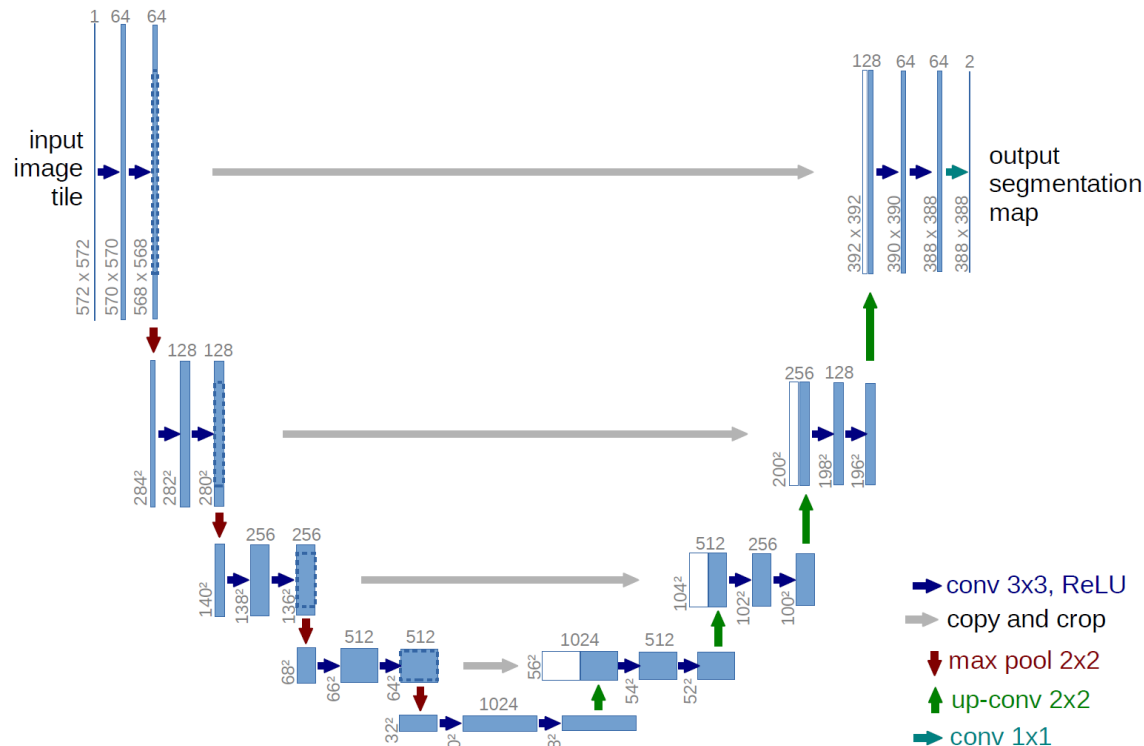 1 64 64
128 64 64 2
input
image
tile
output
segmentation
map
572 x 572
570 x 570
568 x 568
392 x 392
390 x 390
388 x 388
388 x 388
128 128
256 128
284²
282²
280²
200²
198²
196²
256 256
512 256
140²
138²
136²
104²
102²
100²
512 512
1024 512
68²
66²
64²
56²
54²
52²
1024
32²
conv 3x3, ReLU
copy and crop
max pool 2x2
up-conv 2x2
conv 1x1